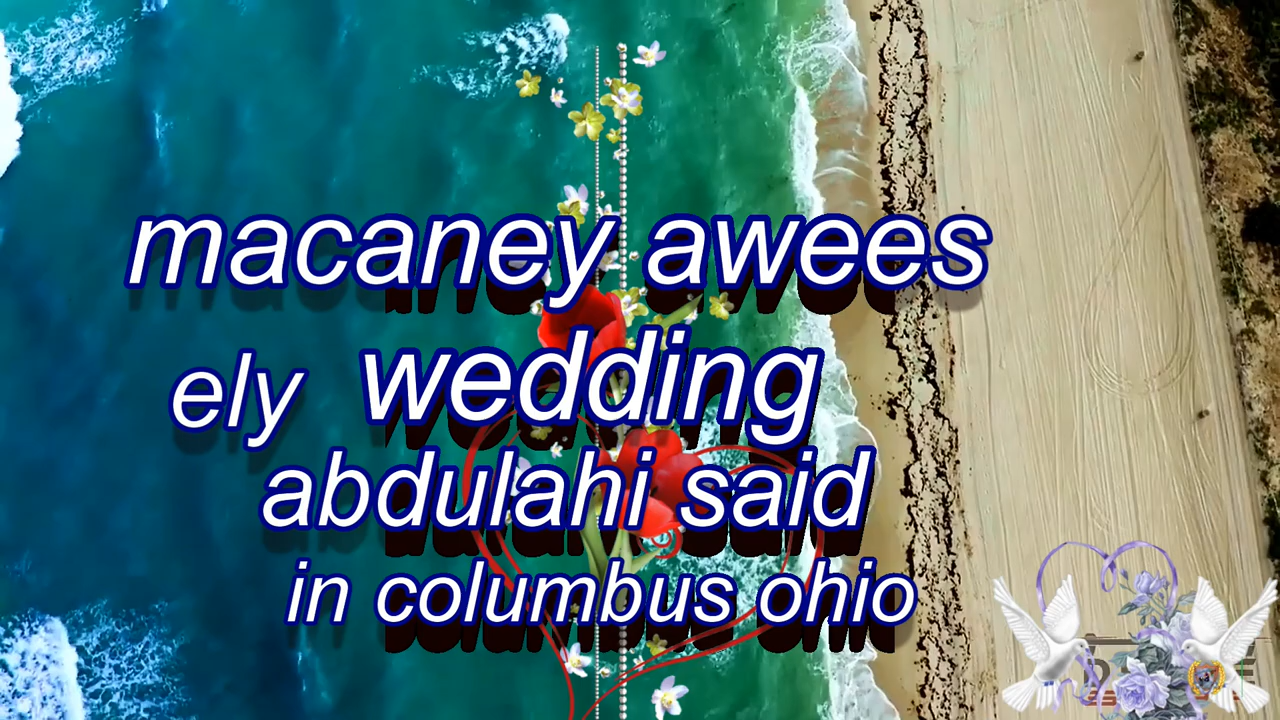 macaney awees
ely wedding
abdulahi said
in columbus ohio